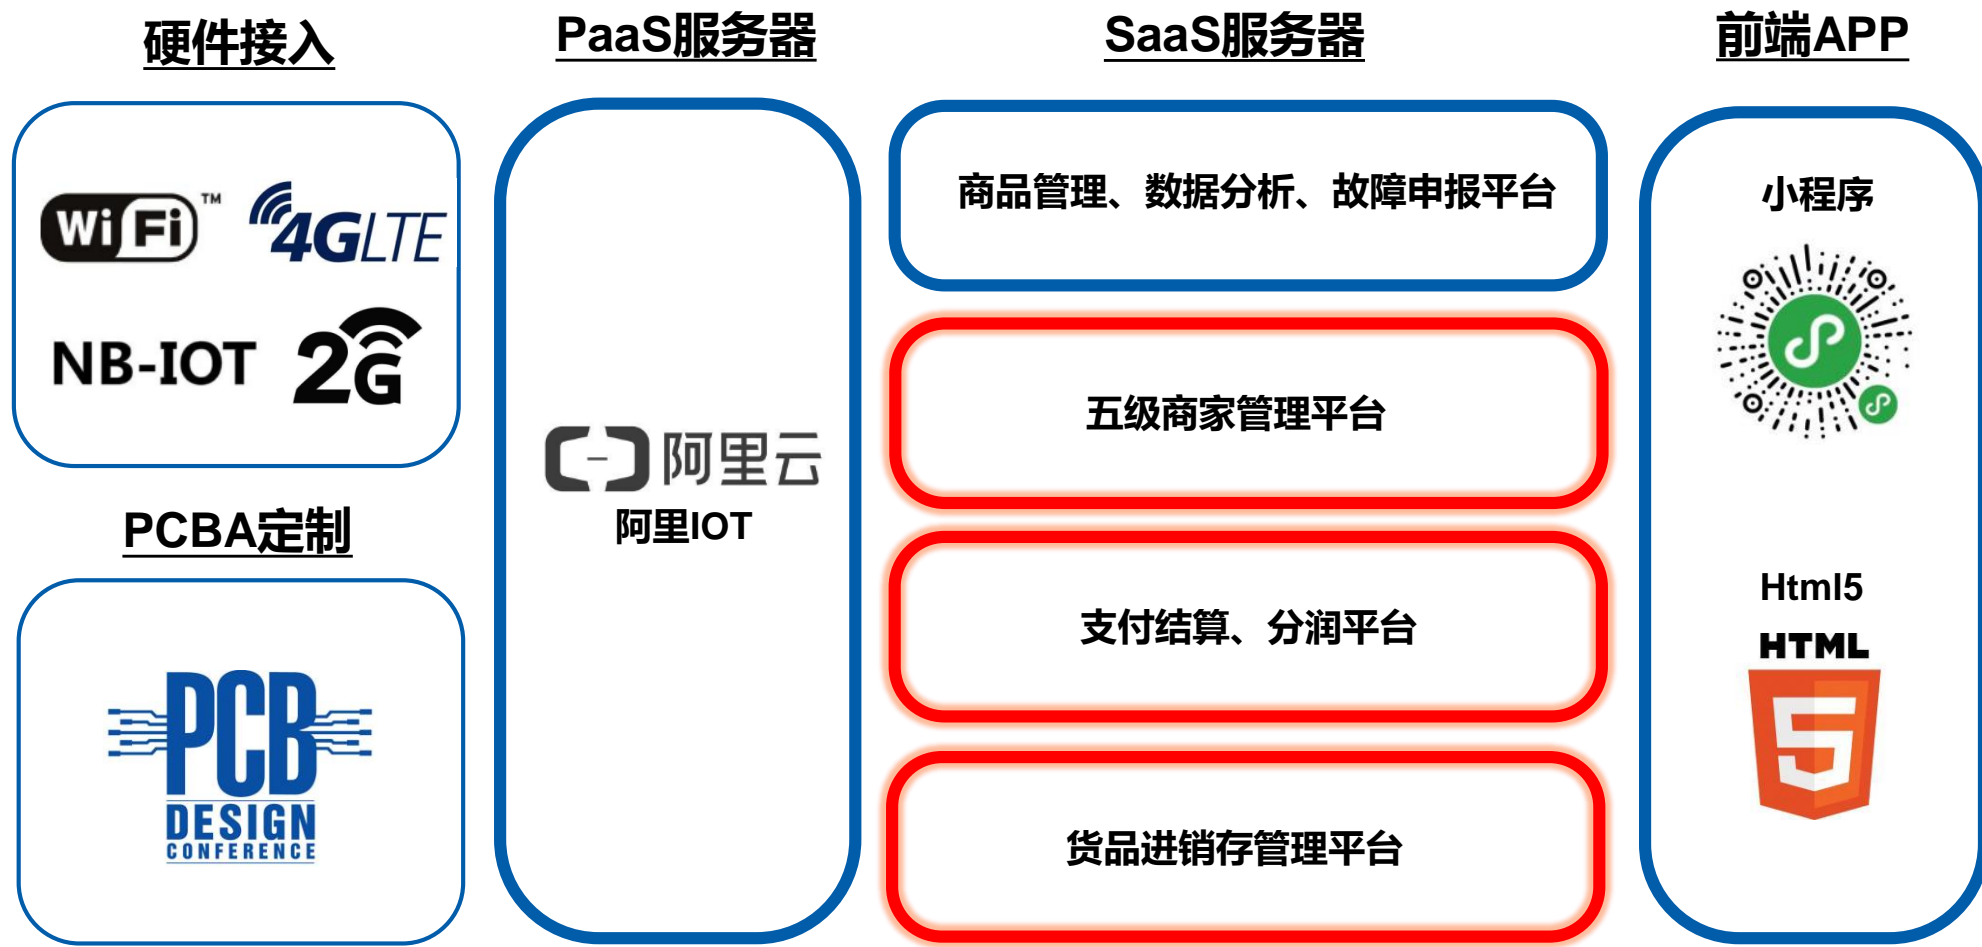 硬件接入
WiFi™ 4GLTE
NB-IOT 2G
PCBA定制
PCB
DESIGN
CONFERENCE
PaaS服务器
阿里云
阿里IOT
SaaS服务器
商品管理、数据分析、故障申报平台
五级商家管理平台
支付结算、分润平台
货品进销存管理平台
前端APP
小程序
Html5
HTML
5